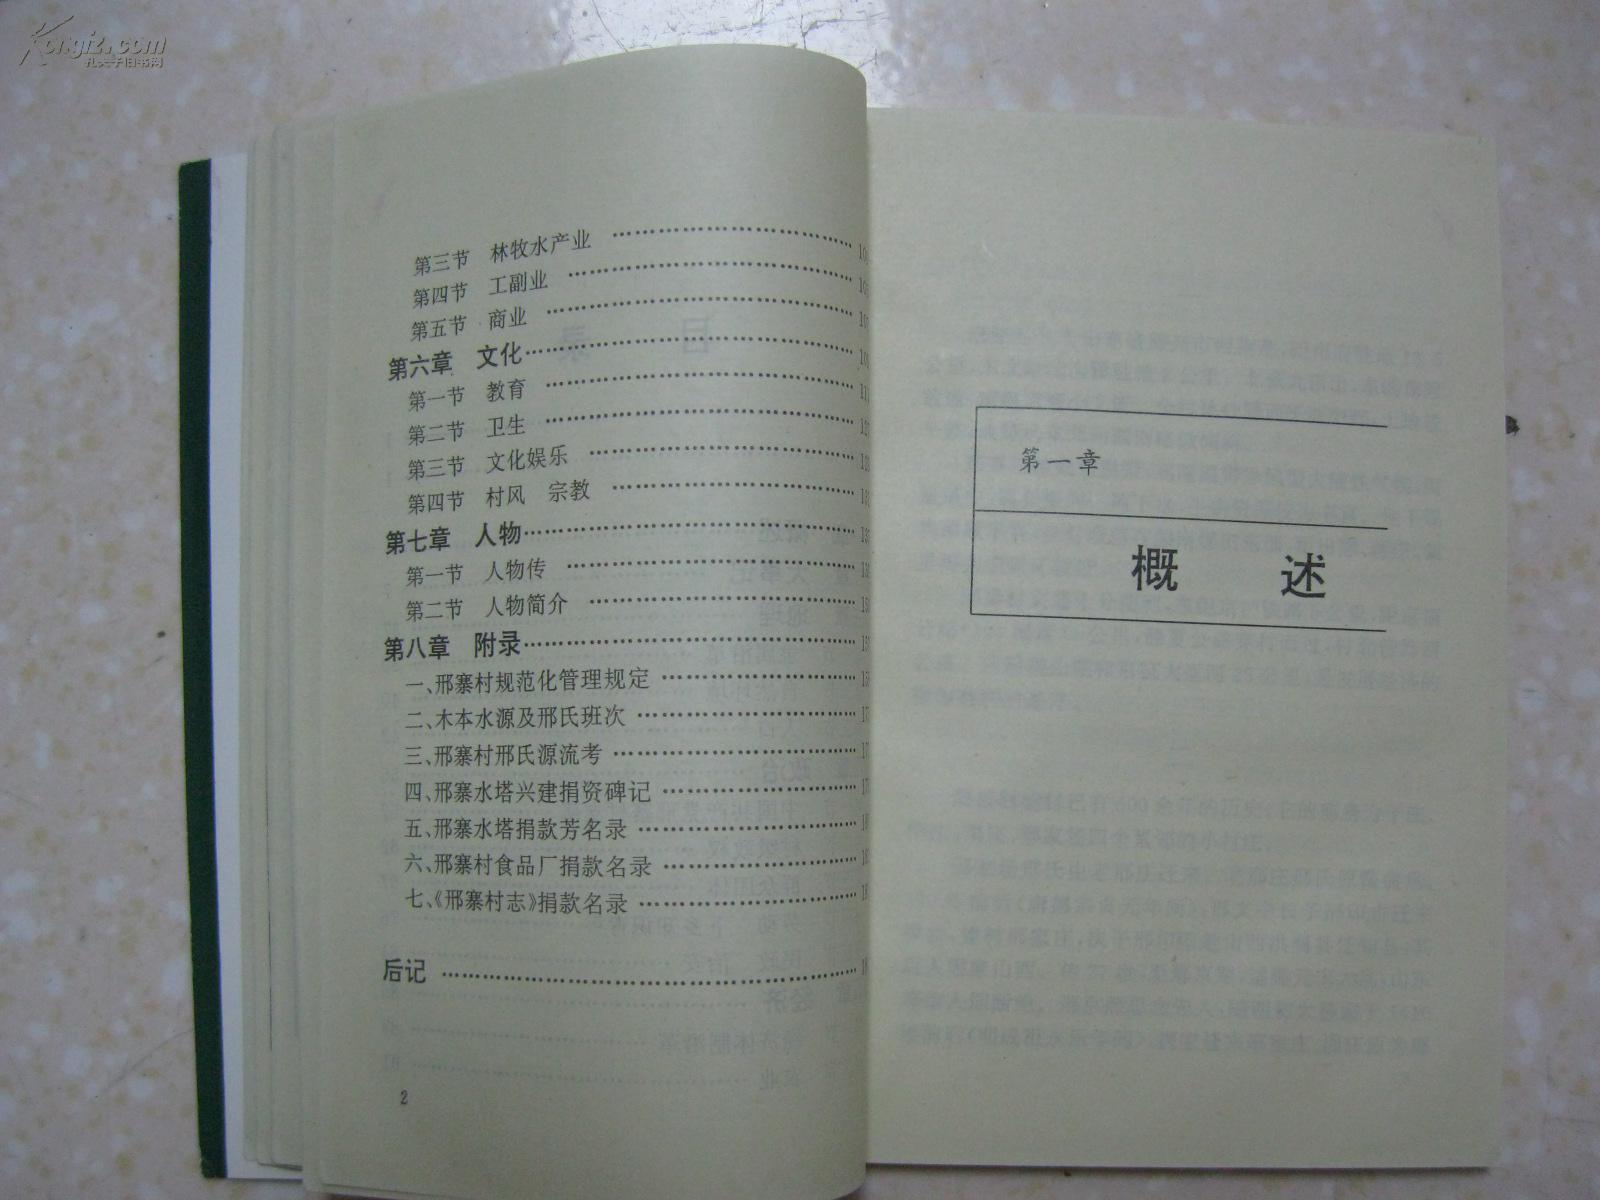 Kongfz.com
孔夫子旧书网
第三节 林牧水产业
第四节 工副业
第五节 商业
第六章 文化
第一节 教育
第二节 卫生
第三节 文化娱乐
第四节 村风 宗教
第七章 人物
第一节 人物传
第二节 人物简介
第八章 附录
一、邢寨村规范化管理规定
二、木本水源及邢氏班次
三、邢寨村邢氏源流考
四、邢寨水塔兴建捐资碑记
五、邢寨水塔捐款芳名录
六、邢寨村食品厂捐款名录
七、《邢寨村志》捐款名录
后记
2
第一章
概 述